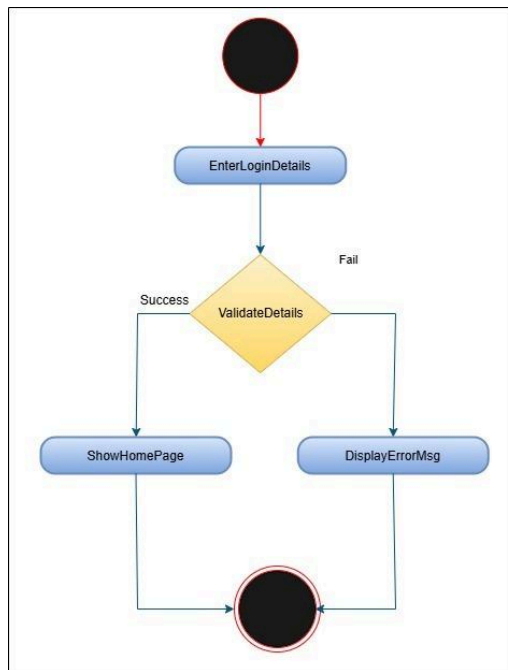 EnterLoginDetails
Fail
Success
ValidateDetails
ShowHomePage
DisplayErrorMsg